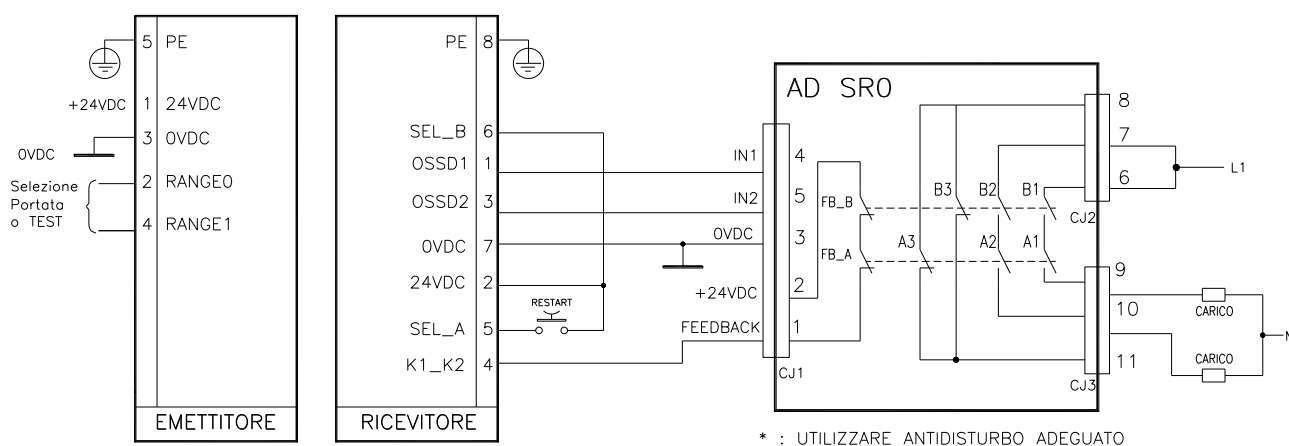 5 PE
+24VDC 1 24VDC
3 0VDC
0VDC
2 RANGE0
Selezione
Portata
o TEST
4 RANGE1
EMETTITORE
PE 8
SEL_B 6
OSSD1 1
OSSD2 3
0VDC 7
24VDC 2
SEL_A 5
K1_K2 4
RICEVITORE
RESTART
IN1
IN2
0VDC
+24VDC
FEEDBACK
AD SR0
4
5
3
2
1
CJ1
FB_B
FB_A
B3 B2 B1
A3 A2 A1
8
7
6
CJ2
L1
9
10
11
CJ3
CARICO
CARICO
N
* : UTILIZZARE ANTIDISTURBO ADEGUATO